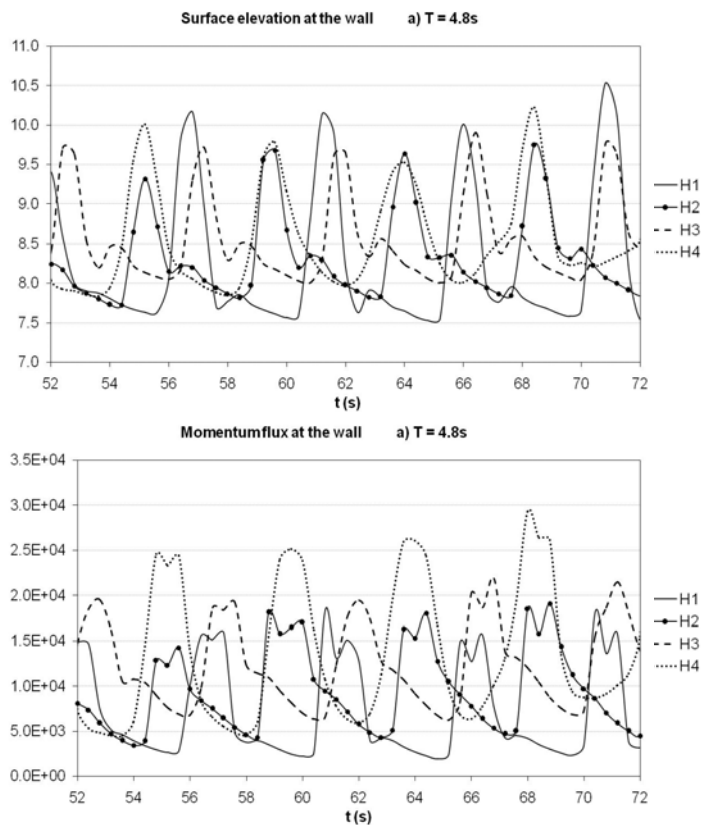 Surface elevation at the wall a) T = 4.8s
11.0
10.5
10.0
9.5
9.0
8.5
8.0
7.5
7.0
H1
H2
H3
H4
52 54 56 58 60 62 64 66 68 70 72
t (s)
Momentumflux at the wall a) T = 4.8s
3.5E+04
3.0E+04
2.5E+04
2.0E+04
1.5E+04
1.0E+04
5.0E+03
0.0E+00
H1
H2
H3
H4
52 54 56 58 60 62 64 66 68 70 72
t (s)